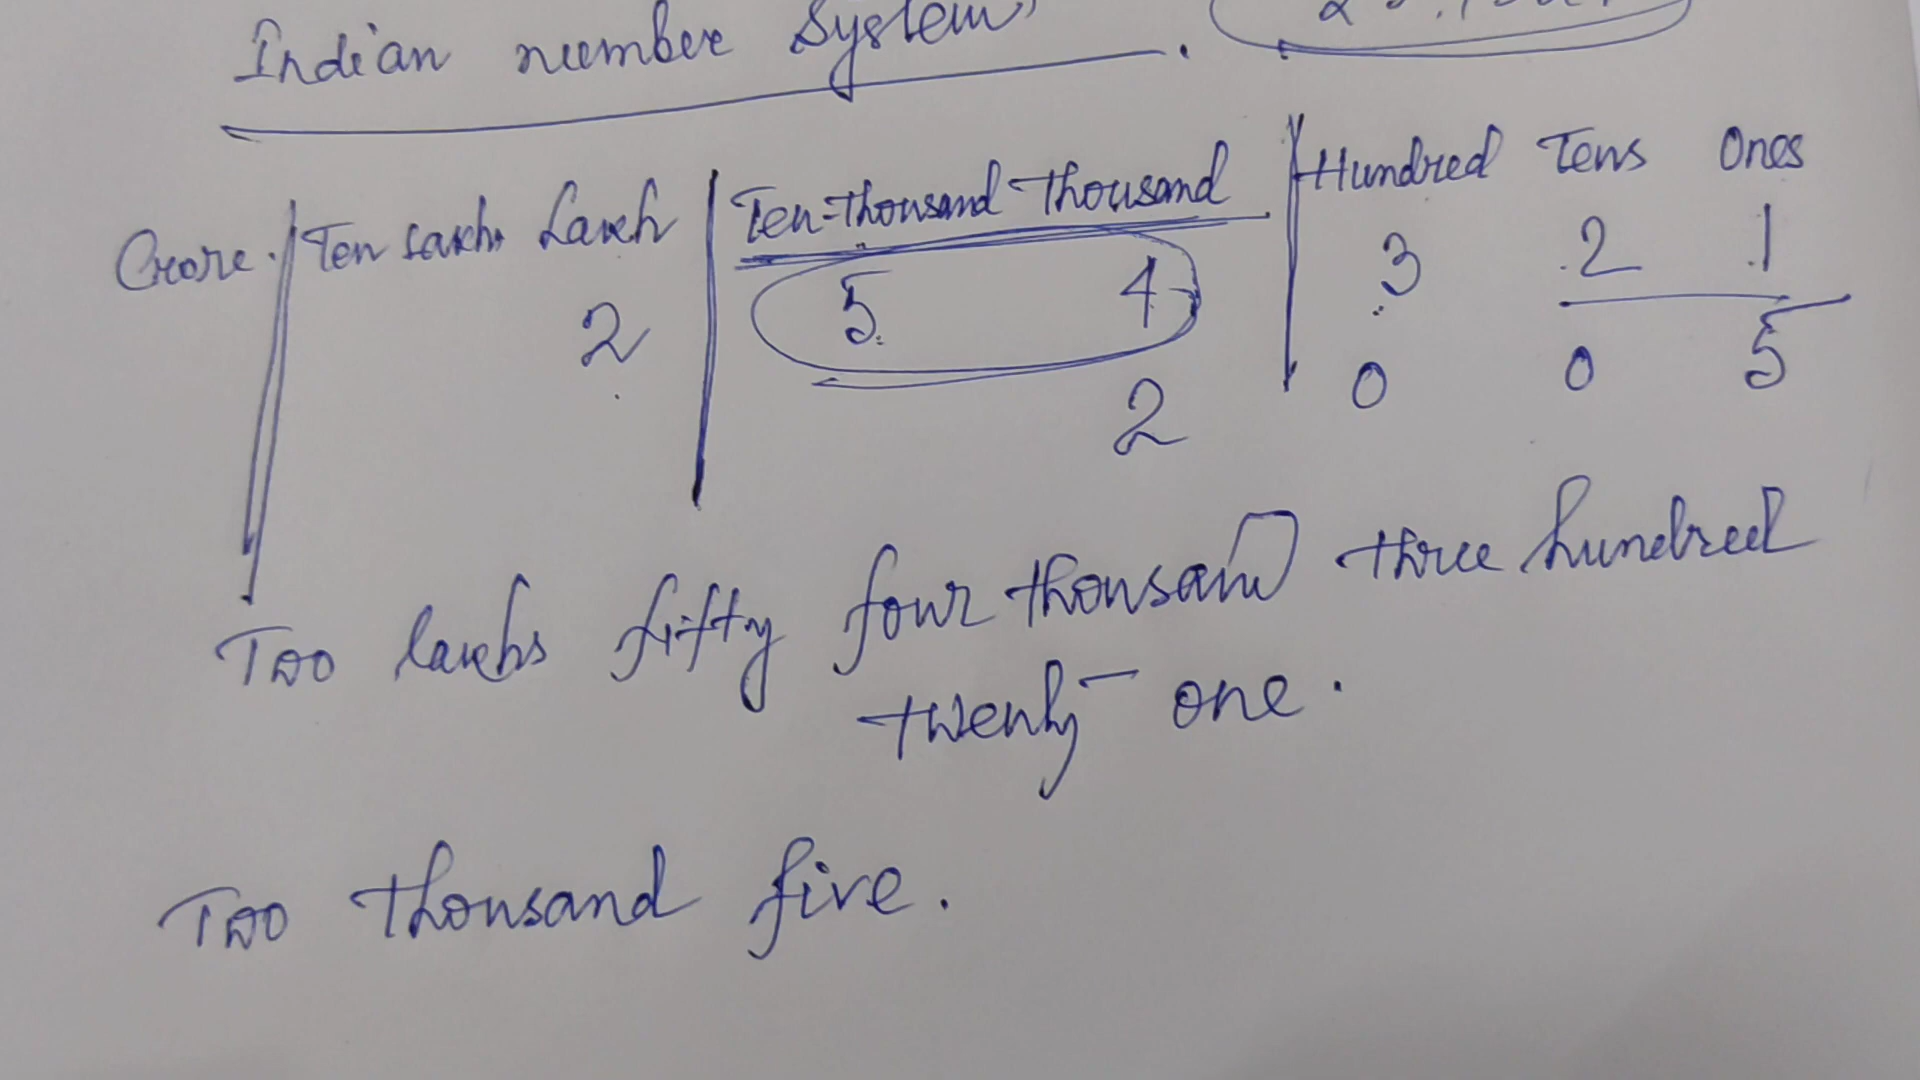 Indian number System
Crore. Ten Lakhs Lakh Ten-thousand Thousand Hundred Tens Ones
2 5 4 3 2 1
2 0 0 5
Two lakhs fifty four thousand three hundred
twenty-one.
Two thousand five.